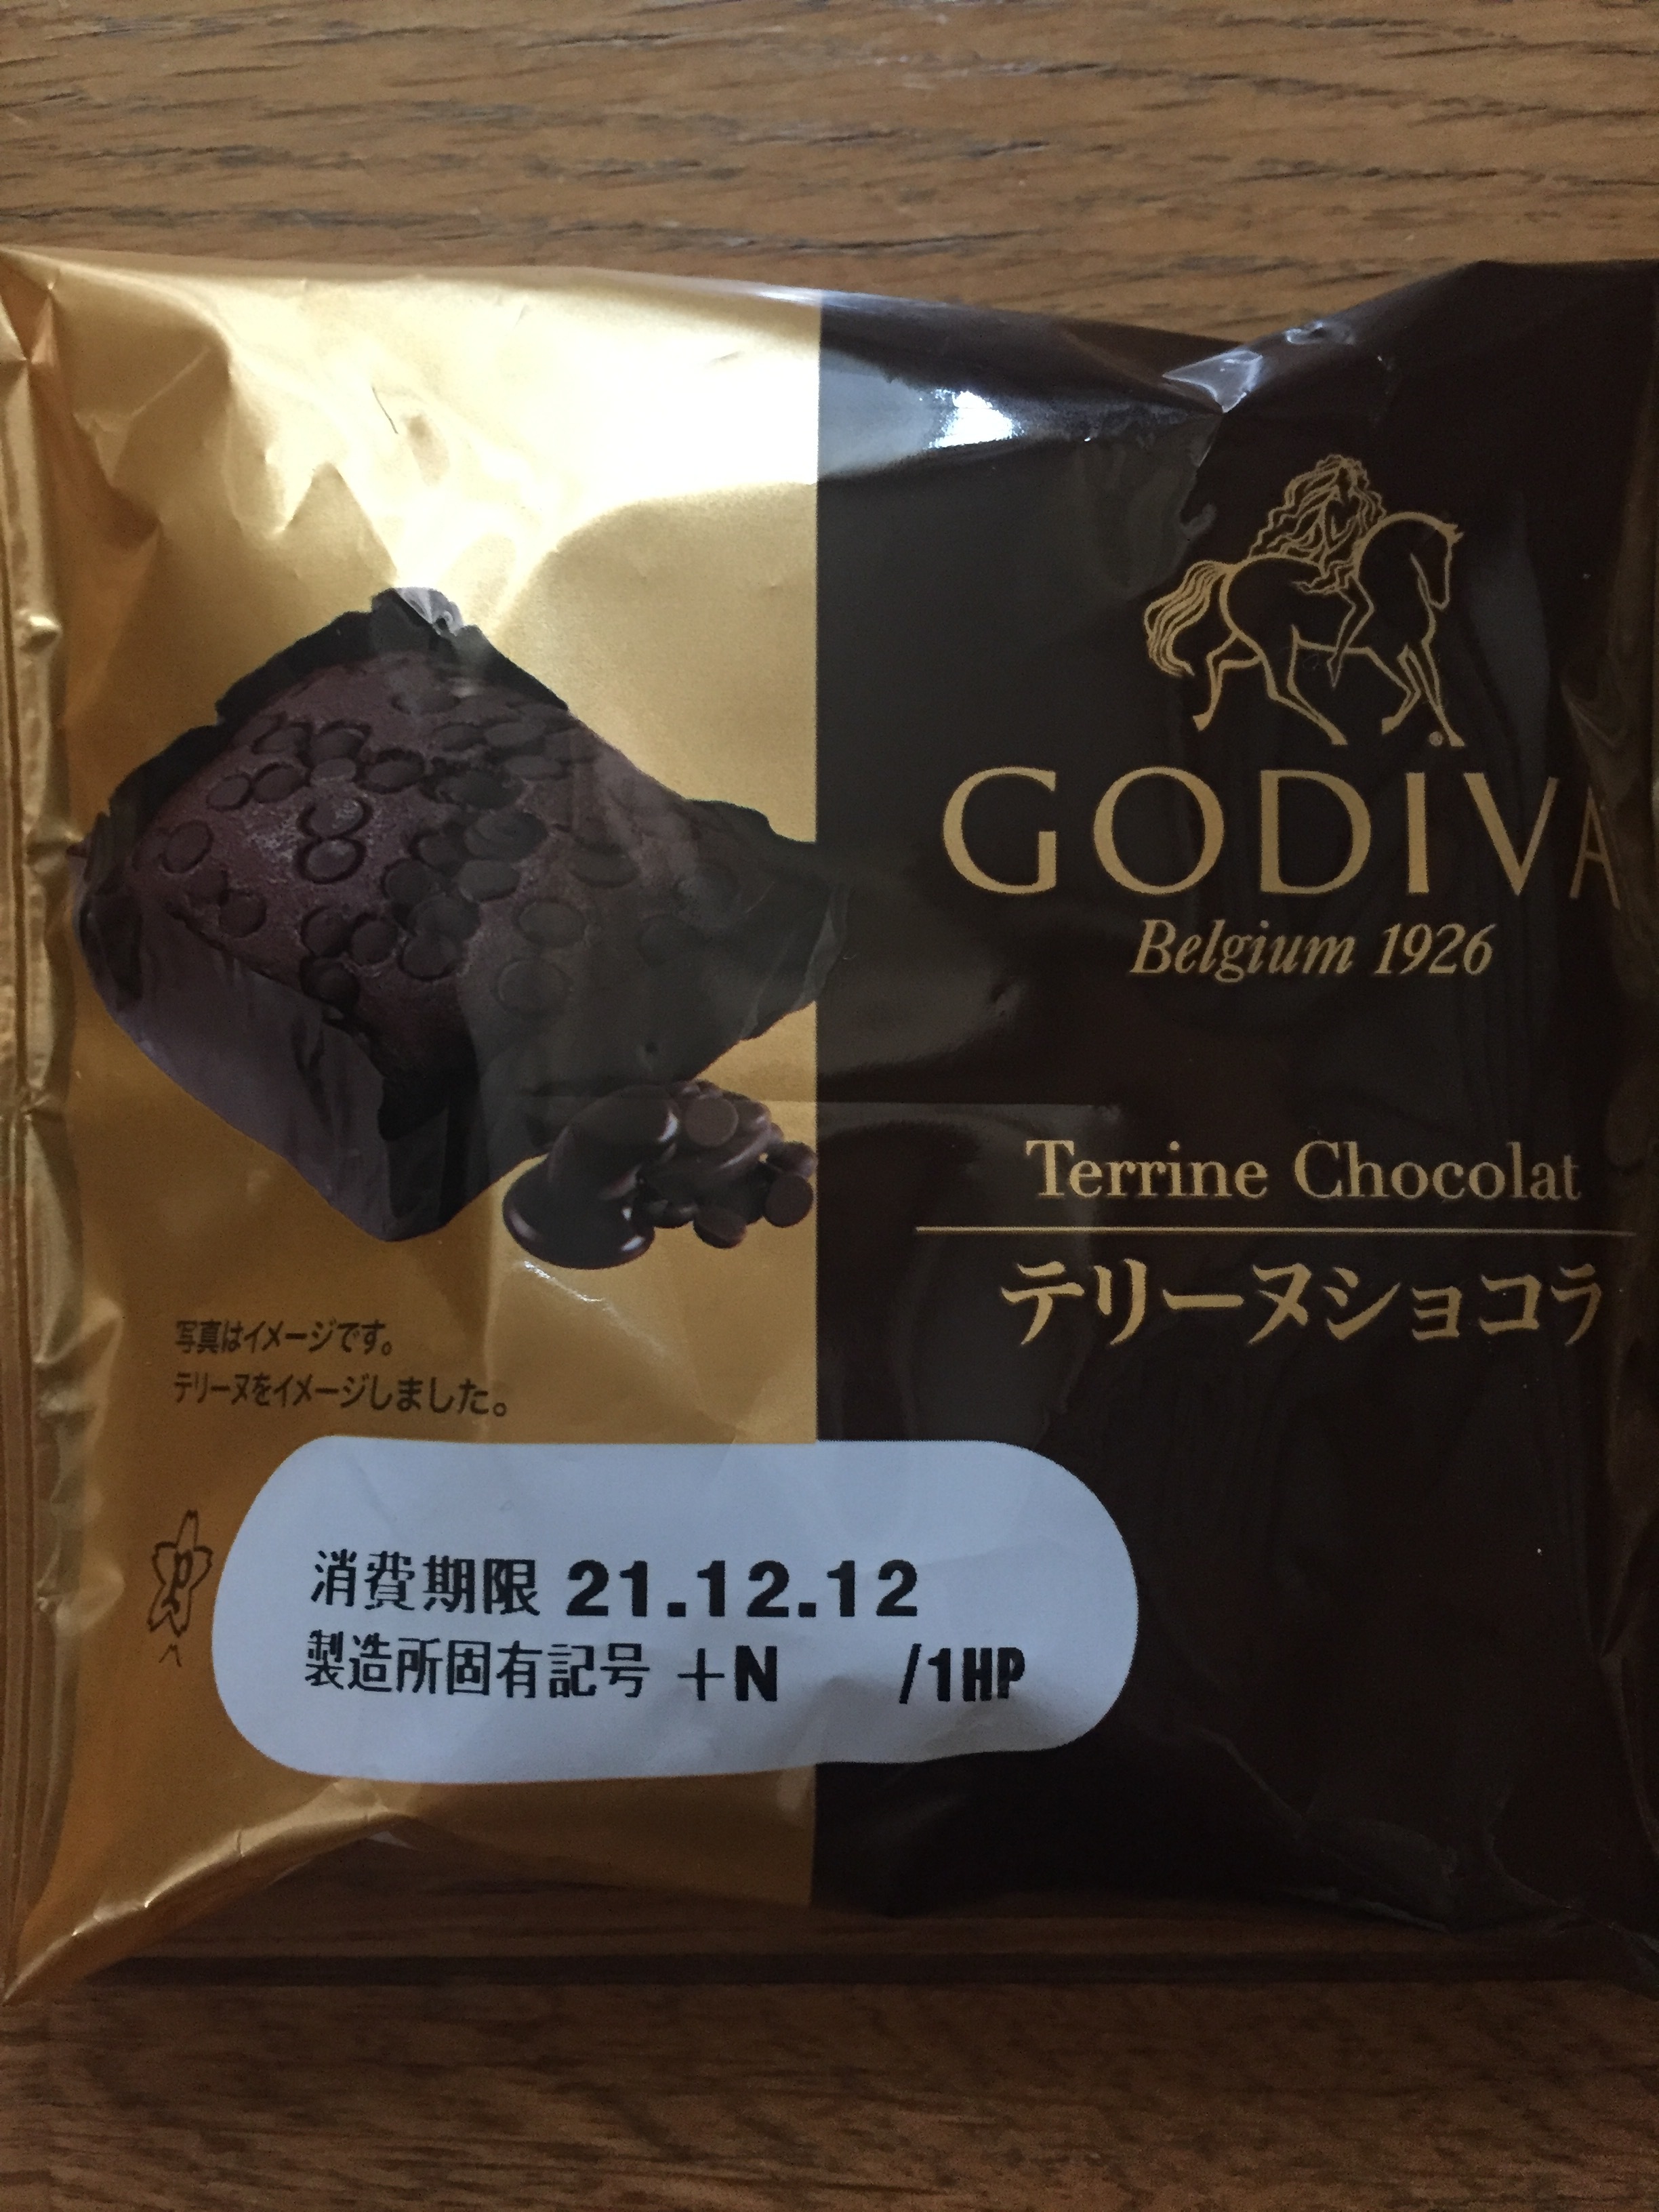 GODIVA
Belgium 1926
Terrine Chocolat
テリーヌショコラ
写真はイメージです。
テリーヌをイメージしました。
消費期限 21.12.12
製造所固有記号 +N /1HP